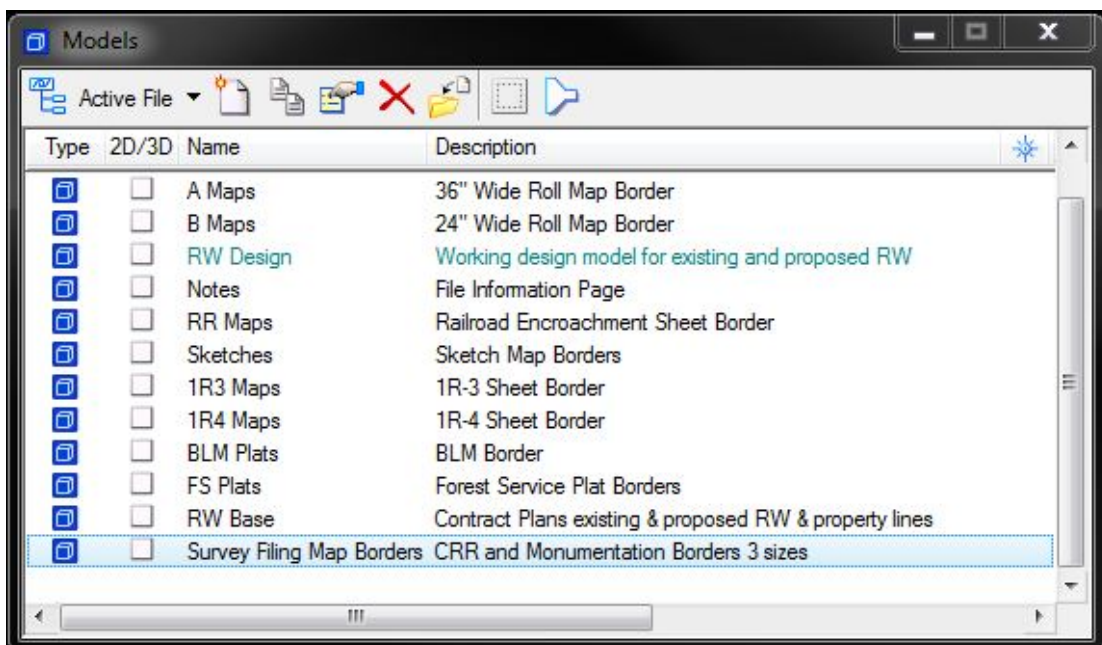 Models
Active File
Type 2D/3D Name Description
A Maps 36" Wide Roll Map Border
B Maps 24" Wide Roll Map Border
RW Design Working design model for existing and proposed RW
Notes File Information Page
RR Maps Railroad Encroachment Sheet Border
Sketches Sketch Map Borders
1R3 Maps 1R-3 Sheet Border
1R4 Maps 1R-4 Sheet Border
BLM Plats BLM Border
FS Plats Forest Service Plat Borders
RW Base Contract Plans existing & proposed RW & property lines
Survey Filing Map Borders CRR and Monumentation Borders 3 sizes